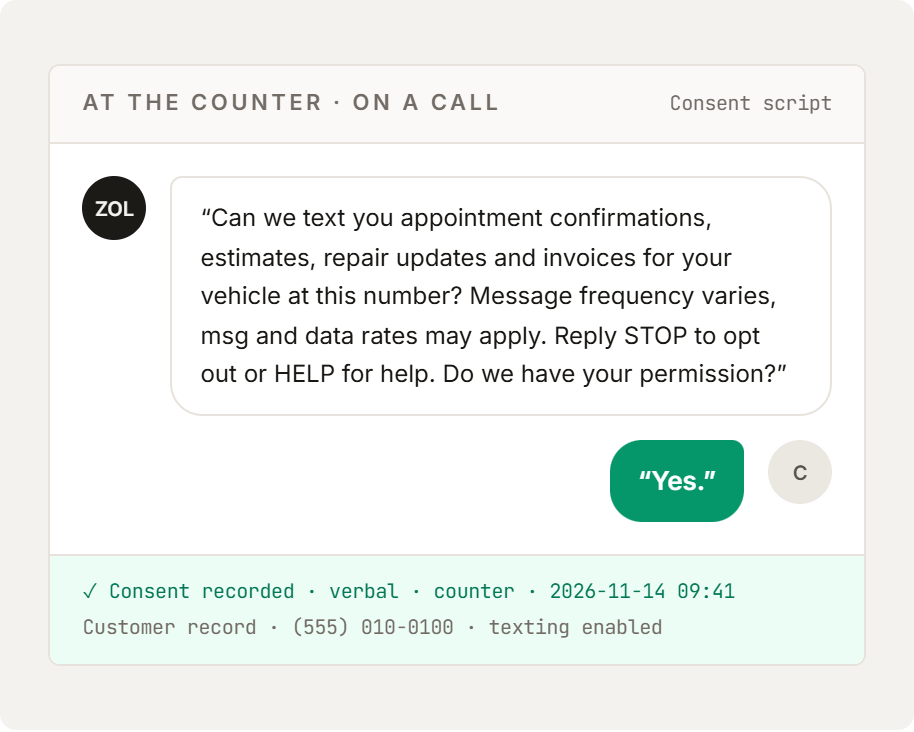 AT THE COUNTER · ON A CALL
Consent script
ZOL
“Can we text you appointment confirmations,
estimates, repair updates and invoices for your
vehicle at this number? Message frequency varies,
msg and data rates may apply. Reply STOP to opt
out or HELP for help. Do we have your permission?”
“Yes.”
C
✓ Consent recorded · verbal · counter · 2026-11-14 09:41
Customer record · (555) 010-0100 · texting enabled